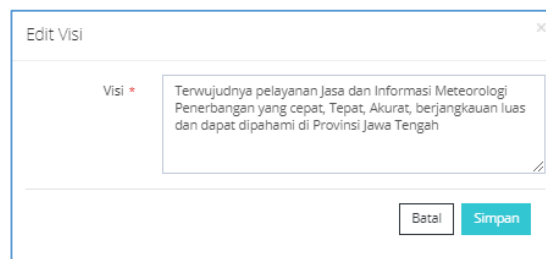 Edit Visi ×
Visi * Terwujudnya pelayanan Jasa dan Informasi Meteorologi
Penerbangan yang cepat, Tepat, Akurat, berjangkauan luas
dan dapat dipahami di Provinsi Jawa Tengah
Batal Simpan